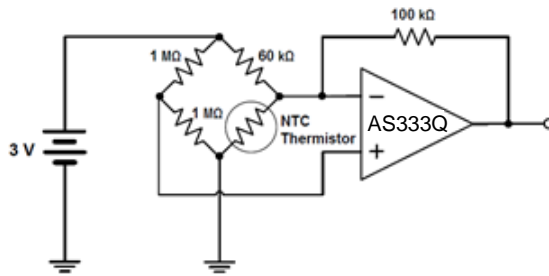 100 kΩ
1 MΩ
60 kΩ
1 MΩ
NTC
Thermistor
AS333Q
3 V